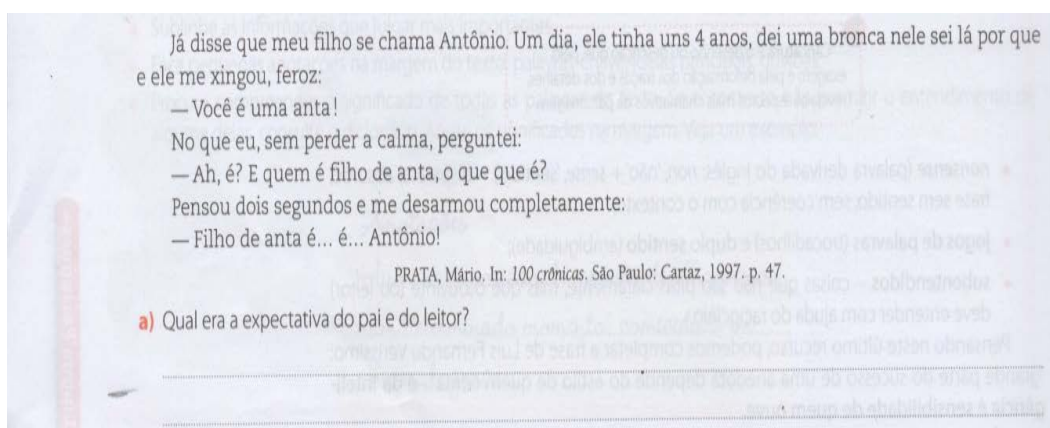 Já disse que meu filho se chama Antônio. Um dia, ele tinha uns 4 anos, dei uma bronca nele sei lá por que
e ele me xingou, feroz:
— Você é uma anta!
No que eu, sem perder a calma, perguntei:
— Ah, é? E quem é filho de anta, o que que é?
Pensou dois segundos e me desarmou completamente:
— Filho de anta é... é... Antônio!
PRATA, Mário. In: 100 crônicas. São Paulo: Cartaz, 1997. p. 47.
a) Qual era a expectativa do pai e do leitor?